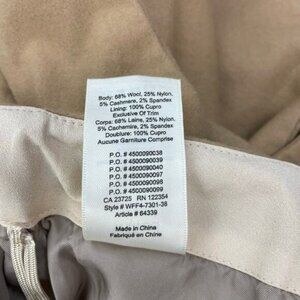 Body: 68% Wool, 25% Nylon,
5% Cashmere, 2% Spandex
Lining: 100% Cupro
Exclusive Of Trim
Corps: 68% Laine, 25% Nylon,
5% Cachemire, 2% Spandex
Doublure: 100% Cupro
Aucune Garniture Comprise
P.O. # 4500090038
P.O. # 4500090039
P.O. # 4500090040
P.O. # 4500090097
P.O. # 4500090098
P.O. # 4500090099
CA 23725 RN 122354
Style # WFF4-7301-38
Article # 64339
Made in China
Fabriqué en Chine